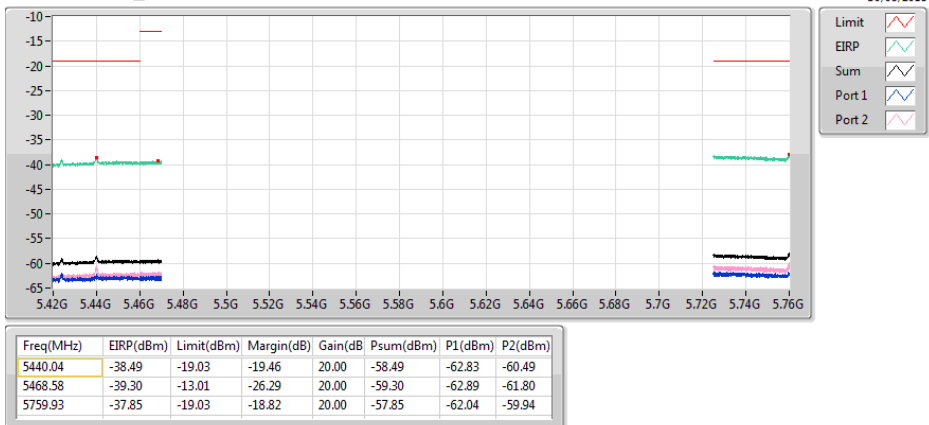 -10
-15
-20
-25
-30
-35
-40
-45
-50
-55
-60
-65
5.42G 5.44G 5.46G 5.48G 5.5G 5.52G 5.54G 5.56G 5.58G 5.6G 5.62G 5.64G 5.66G 5.68G 5.7G 5.72G 5.74G 5.76G
Limit
EIRP
Sum
Port 1
Port 2
Freq(MHz) EIRP(dBm) Limit(dBm) Margin(dB) Gain(dB Psum(dBm) P1(dBm) P2(dBm)
5440.04 -38.49 -19.03 -19.46 20.00 -58.49 -62.83 -60.49
5468.58 -39.30 -13.01 -26.29 20.00 -59.30 -62.89 -61.80
5759.93 -37.85 -19.03 -18.82 20.00 -57.85 -62.04 -59.94